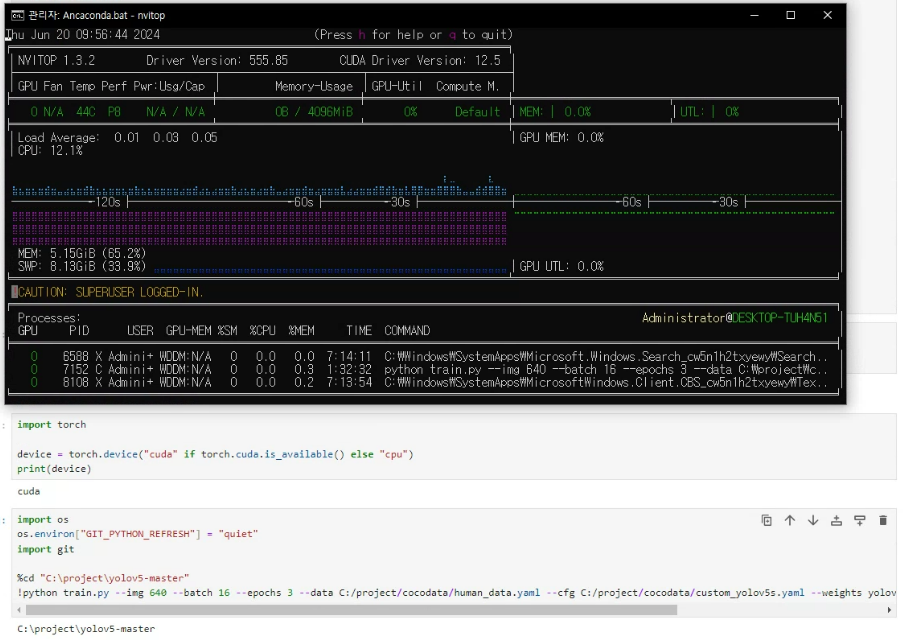 관리자: Ancaconda.bat - nvitop
Thu Jun 20 09:56:44 2024 (Press h for help or q to quit)
NVITOP 1.3.2 Driver Version: 555.85 CUDA Driver Version: 12.5
GPU Fan Temp Perf Pwr:Usg/Cap Memory-Usage GPU-Util Compute M.
0 N/A 44C P8 N/A / N/A 0B / 4096MiB 0% Default MEM: 0.0% UTL: 0%
Load Average: 0.01 0.03 0.05 GPU MEM: 0.0%
CPU: 12.1%
120s 60s 30s 60s 30s
MEM: 5.15GiB (65.2%)
SWP: 8.13GiB (33.9%) GPU UTL: 0.0%
CAUTION: SUPERUSER LOGGED-IN.
Processes: Administrator@DESKTOP-TUH4N51
GPU PID USER GPU-MEM %SM %CPU %MEM TIME COMMAND
0 6588 X Admini+ WDDM:N/A 0 0.0 0.0 7:14:11 C:₩Windows₩SystemApps₩Microsoft.Windows.Search_cw5n1h2txyewy₩Search..
0 7152 C Admini+ WDDM:N/A 0 0.0 0.3 1:32:32 python train.py --img 640 --batch 16 --epochs 3 --data C:₩project₩c..
0 8108 X Admini+ WDDM:N/A 0 0.0 0.2 7:13:54 C:₩Windows₩SystemApps₩MicrosoftWindows.Client.CBS_cw5n1h2txyewy₩Tex..
import torch
device = torch.device("cuda" if torch.cuda.is_available() else "cpu")
print(device)
cuda
import os
os.environ["GIT_PYTHON_REFRESH"] = "quiet"
import git
%cd "C:\project\yolov5-master"
!python train.py --img 640 --batch 16 --epochs 3 --data C:/project/cocodata/human_data.yaml --cfg C:/project/cocodata/custom_yolov5s.yaml --weights yolov
C:\project\yolov5-master